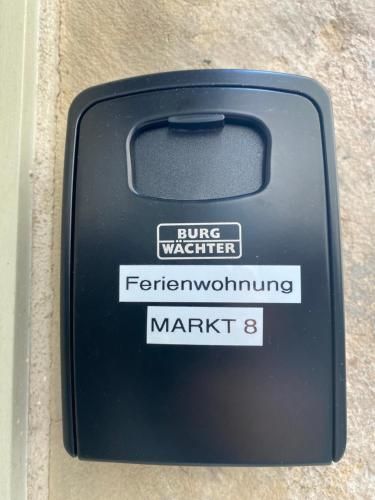 BURG
WÄCHTER
Ferienwohnung
MARKT 8